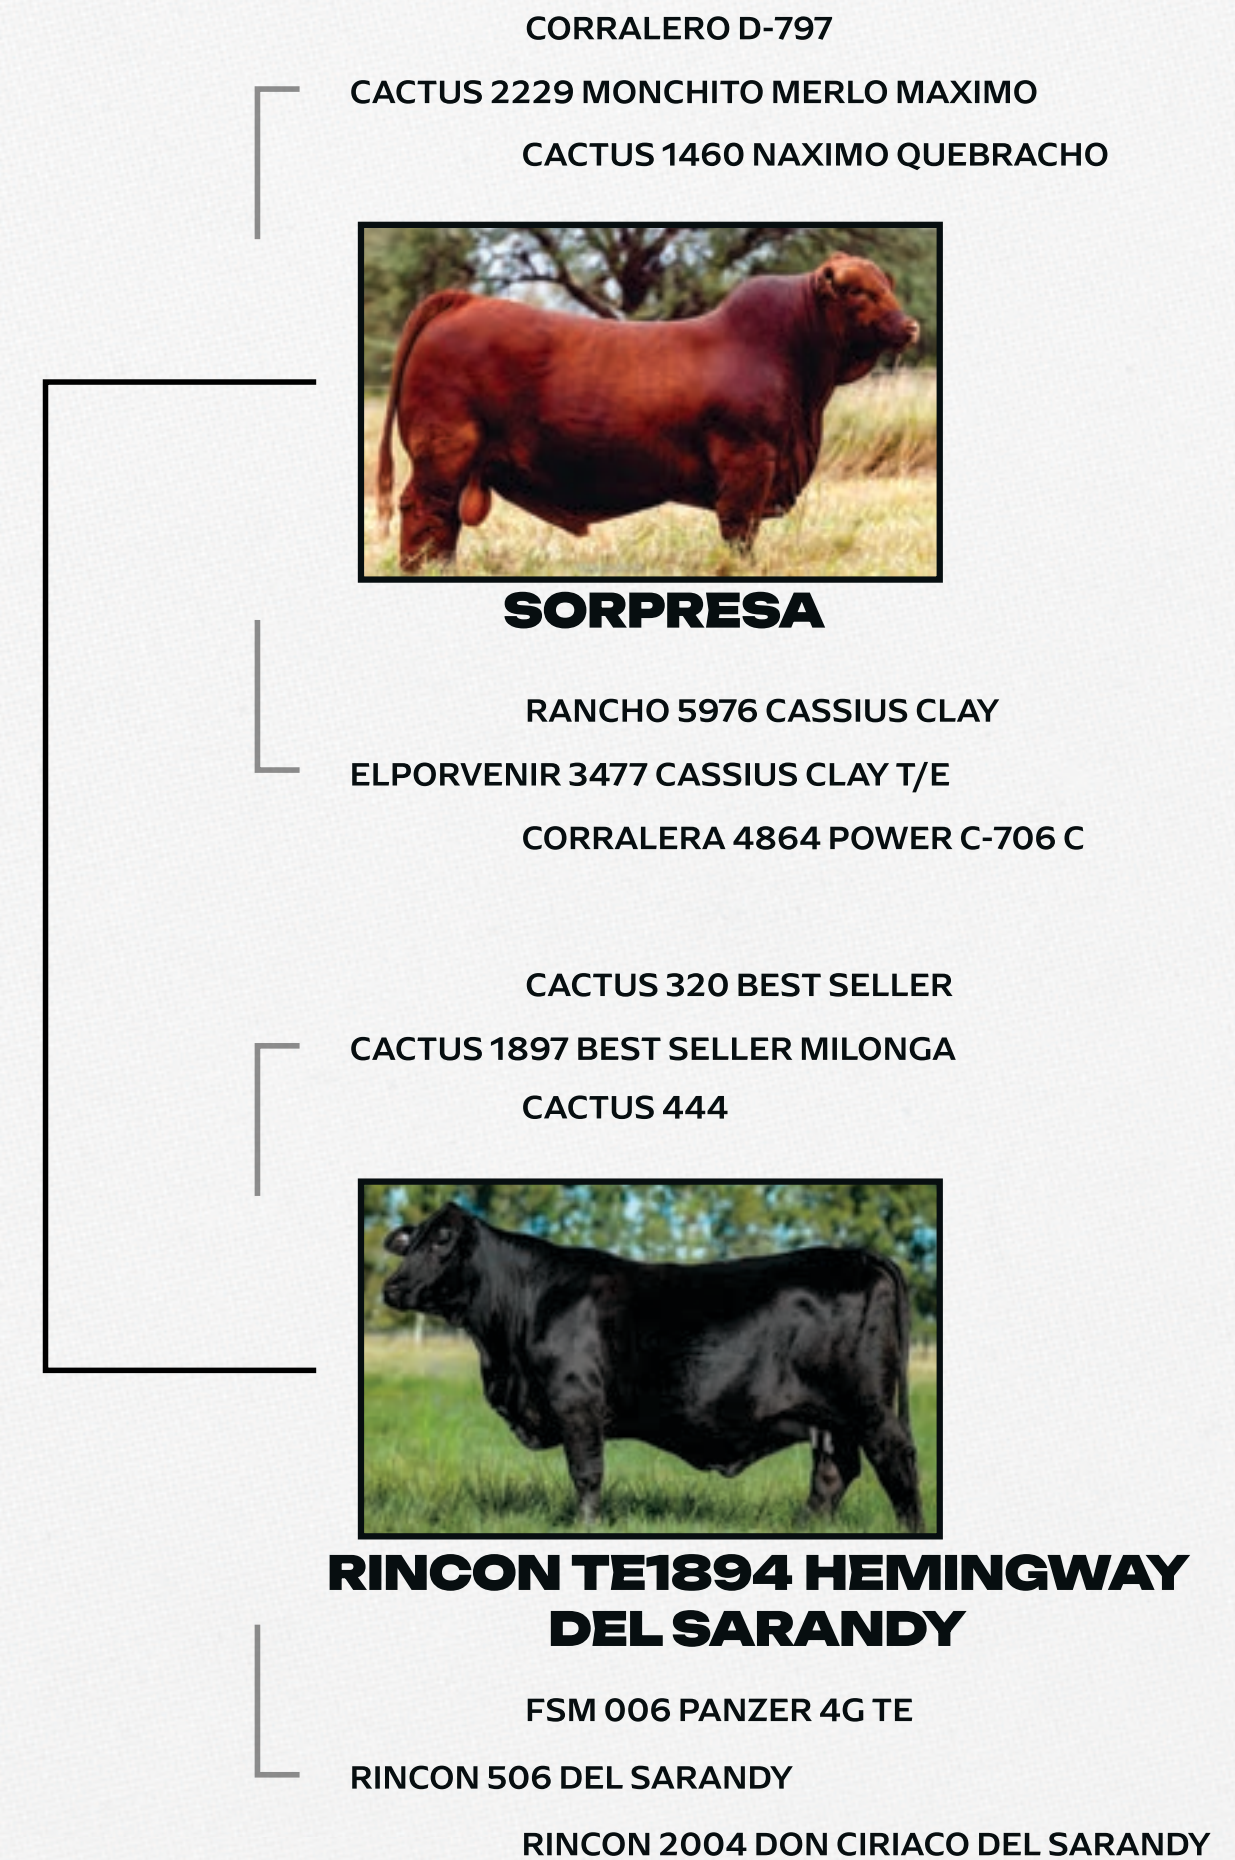 CORRALERO D-797
CACTUS 2229 MONCHITO MERLO MAXIMO
CACTUS 1460 NAXIMO QUEBRACHO
SORPRESA
RANCHO 5976 CASSIUS CLAY
ELPORVENIR 3477 CASSIUS CLAY T/E
CORRALERA 4864 POWER C-706 C
CACTUS 320 BEST SELLER
CACTUS 1897 BEST SELLER MILONGA
CACTUS 444
RINCON TE1894 HEMINGWAY
DEL SARANDY
FSM 006 PANZER 4G TE
RINCON 506 DEL SARANDY
RINCON 2004 DON CIRIACO DEL SARANDY